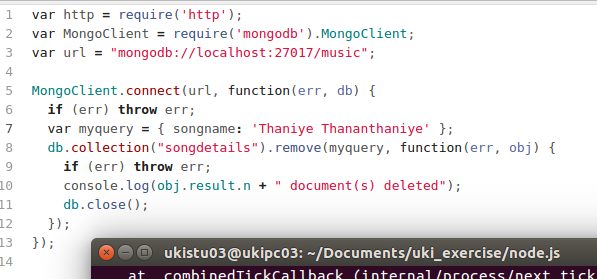 1 var http = require('http');
2 var MongoClient = require('mongodb').MongoClient;
3 var url = "mongodb://localhost:27017/music";
4
5 MongoClient.connect(url, function(err, db) {
6   if (err) throw err;
7   var myquery = { songname: 'Thaniye Thananthaniye' };
8   db.collection("songdetails").remove(myquery, function(err, obj) {
9     if (err) throw err;
10     console.log(obj.result.n + " document(s) deleted");
11     db.close();
12   });
13 });
14
ukistu03@ukipc03: ~/Documents/uki_exercise/node.js
at _combinedTickCallback (internal/process/next_tick